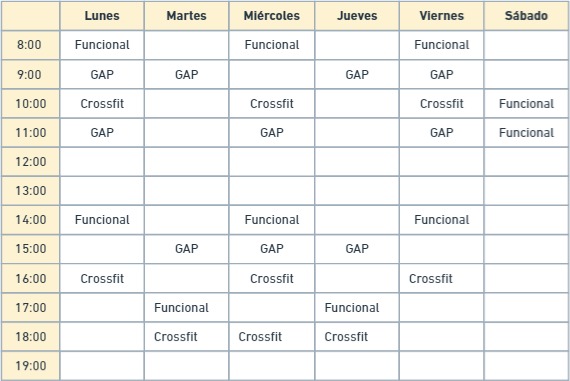 Lunes Martes Miércoles Jueves Viernes Sábado
8:00 Funcional Funcional Funcional
9:00 GAP GAP GAP GAP
10:00 Crossfit Crossfit Crossfit Funcional
11:00 GAP GAP GAP Funcional
12:00
13:00
14:00 Funcional Funcional Funcional
15:00 GAP GAP GAP
16:00 Crossfit Crossfit Crossfit
17:00 Funcional Funcional
18:00 Crossfit Crossfit Crossfit
19:00